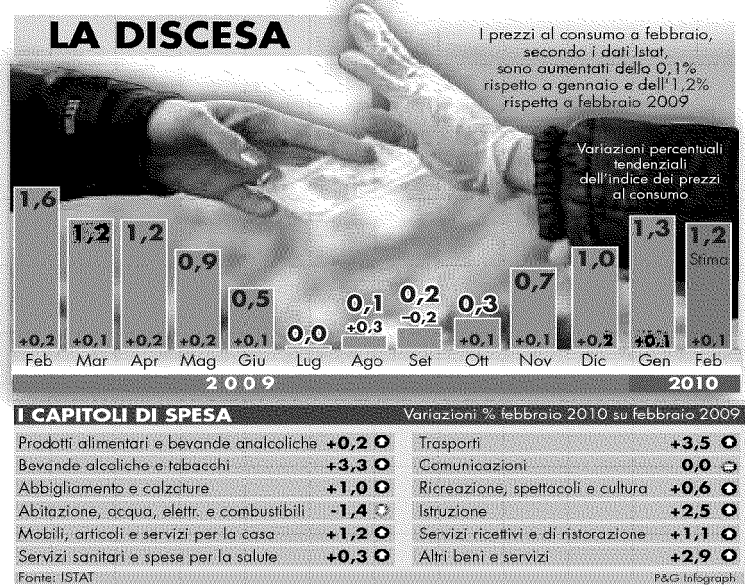 LA DISCESA
I prezzi al consumo a febbraio,
secondo i dati Istat,
sono aumentati dello 0,1%
rispetto a gennaio e dell'1,2%
rispetto a febbraio 2009
Variazioni percentuali
tendenziali
dell'indice dei prezzi
al consumo
1,6 1,2 1,2 0,9 0,5 0,0 0,1 0,2 0,3 0,7 1,0 1,3 1,2
Stima
+0,2 +0,1 +0,2 +0,2 +0,1 +0,3 -0,2 +0,1 +0,1 +0,2 +0,1 +0,1
Feb Mar Apr Mag Giu Lug Ago Set Ott Nov Dic Gen Feb
2009 2010
I CAPITOLI DI SPESA Variazioni % febbraio 2010 su febbraio 2009
Prodotti alimentari e bevande analcoliche +0,2
Bevande alcoliche e tabacchi +3,3
Abbigliamento e calzature +1,0
Abitazione, acqua, elettr. e combustibili -1,4
Mobili, articoli e servizi per la casa +1,2
Servizi sanitari e spese per la salute +0,3
Trasporti +3,5
Comunicazioni 0,0
Ricreazione, spettacoli e cultura +0,6
Istruzione +2,5
Servizi ricettivi e di ristorazione +1,1
Altri beni e servizi +2,9
Fonte: ISTAT P&G Infograph